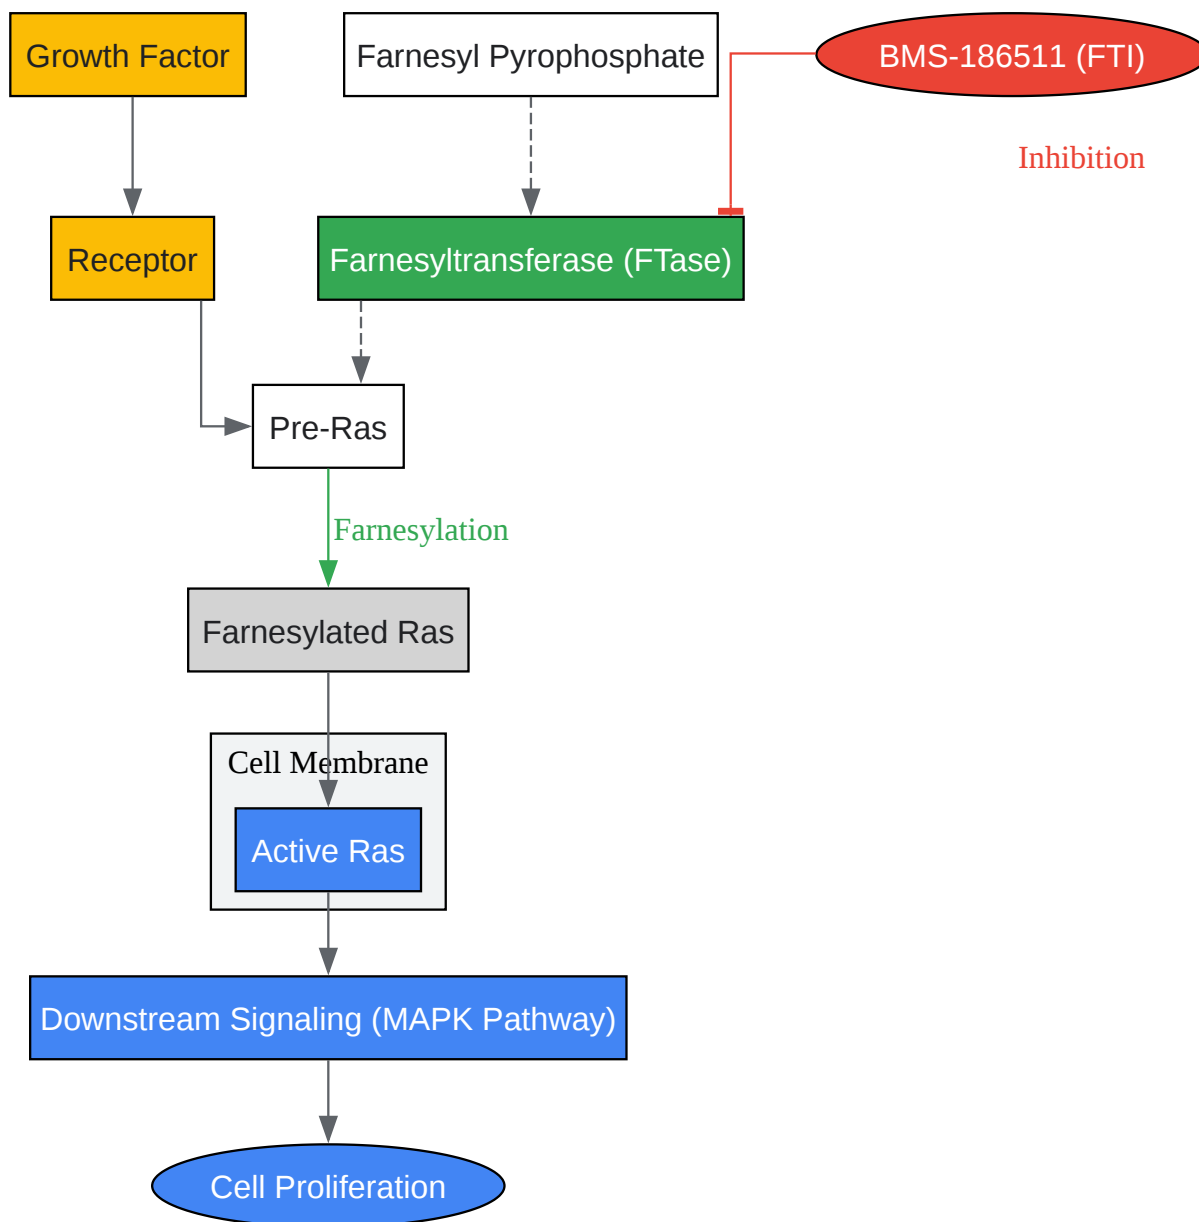 Growth Factor
Farnesyl Pyrophosphate
BMS-186511 (FTI)
Inhibition
Receptor
Farnesyltransferase (FTase)
Pre-Ras
Farnesylation
Farnesylated Ras
Cell Membrane
Active Ras
Downstream Signaling (MAPK Pathway)
Cell Proliferation